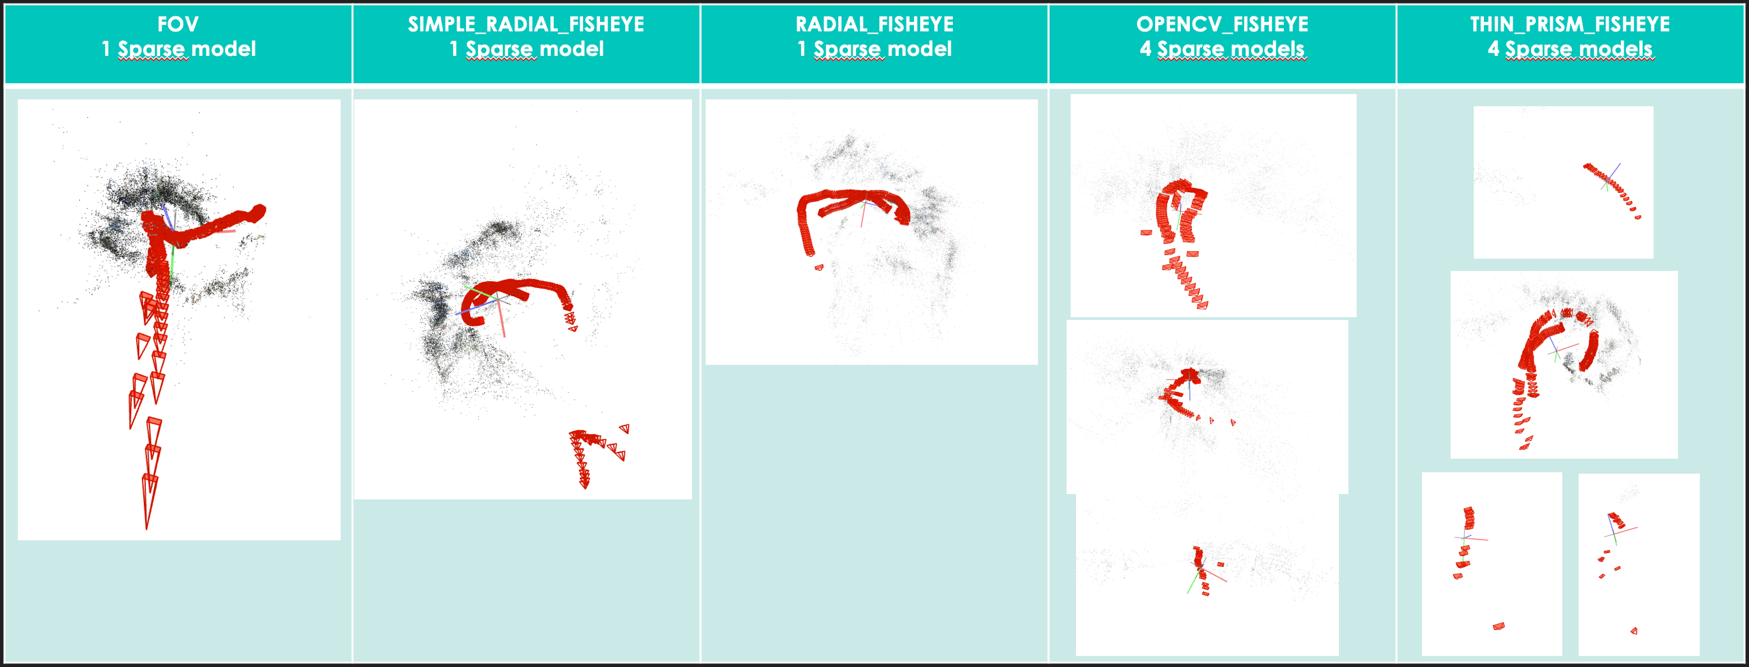 FOV
1 Sparse model
SIMPLE_RADIAL_FISHEYE
1 Sparse model
RADIAL_FISHEYE
1 Sparse model
OPENCV_FISHEYE
4 Sparse models
THIN_PRISM_FISHEYE
4 Sparse models